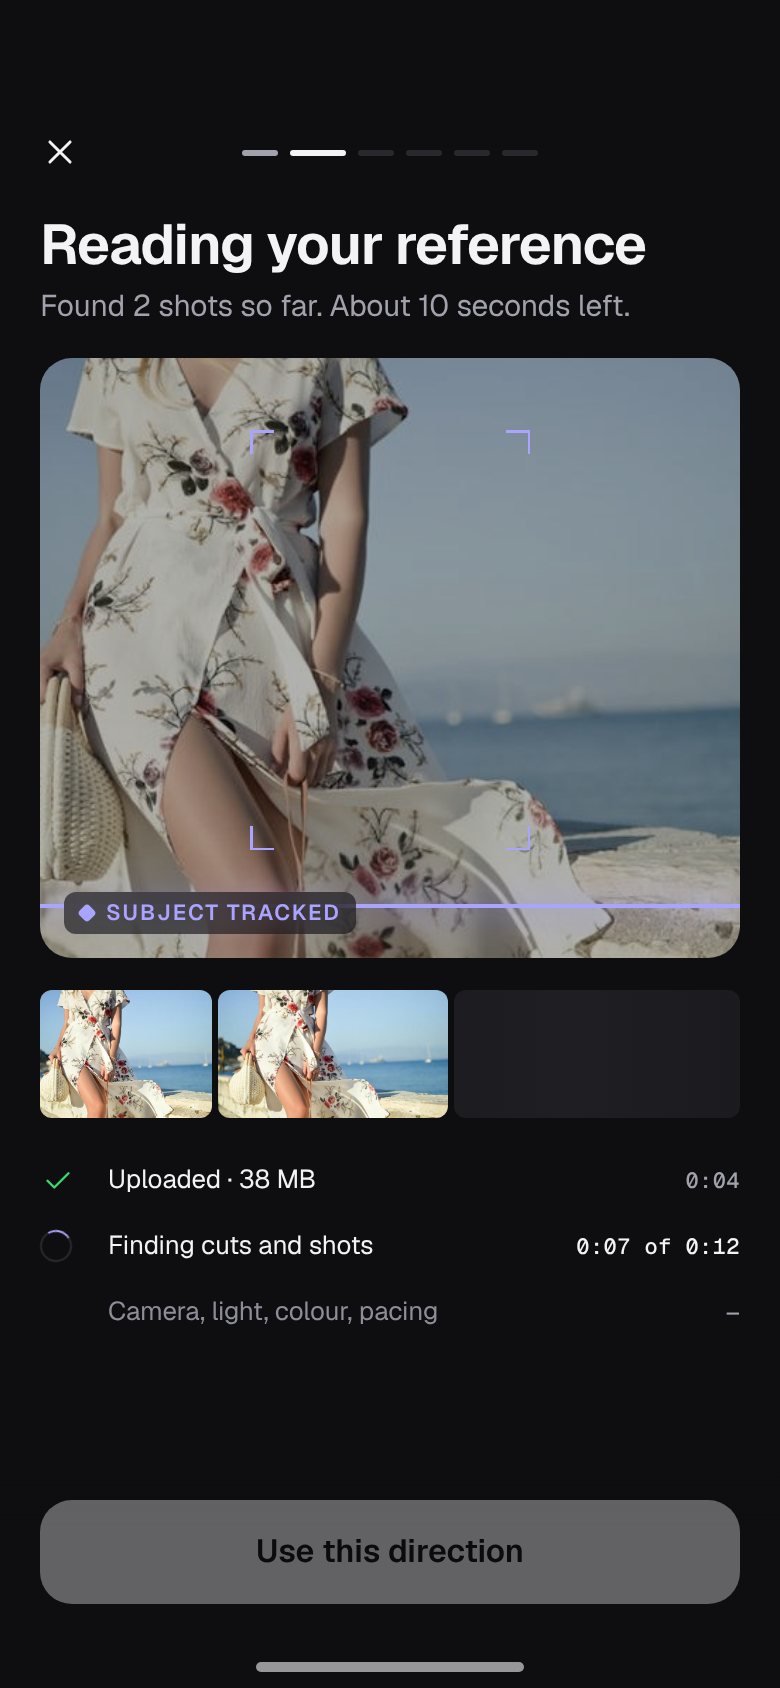 Reading your reference
Found 2 shots so far. About 10 seconds left.
SUBJECT TRACKED
Uploaded · 38 MB 0:04
Finding cuts and shots 0:07 of 0:12
Camera, light, colour, pacing –
Use this direction